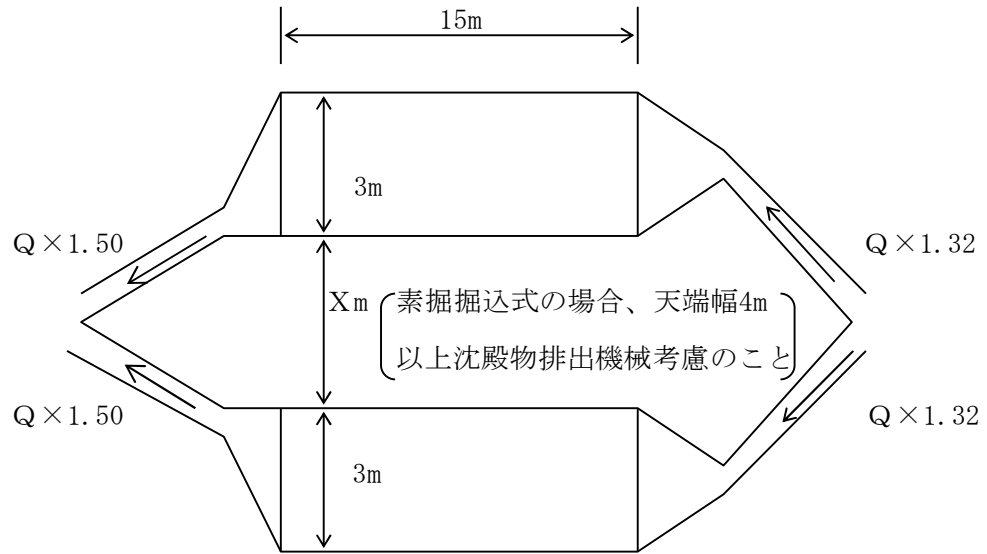 15m
3m
Q×1.50
Q×1.32
Xm
素掘掘込式の場合、天端幅4m
以上沈殿物排出機械考慮のこと
Q×1.50
Q×1.32
3m